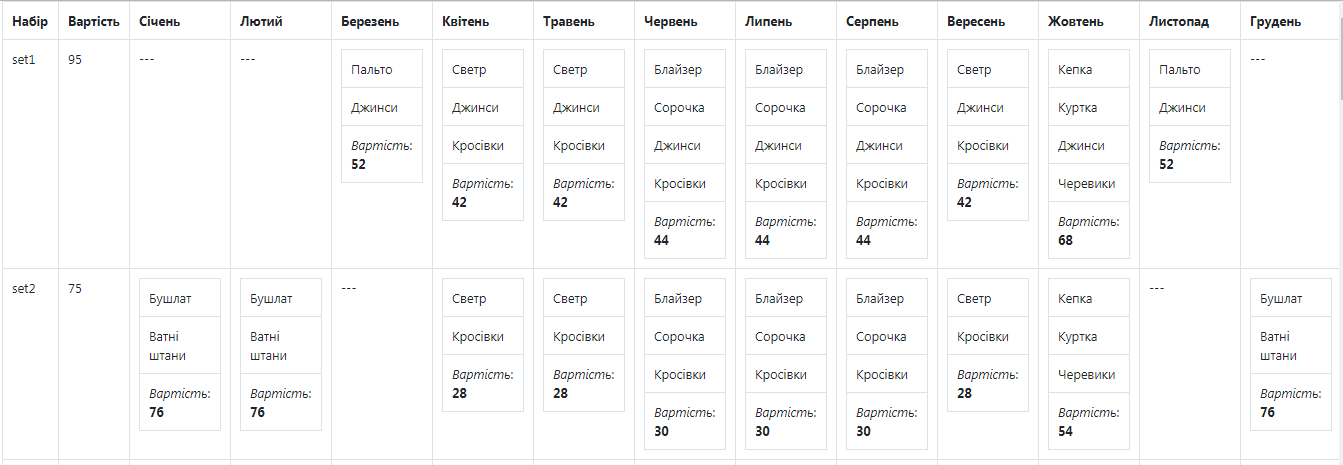 Набір Вартість Січень Лютий Березень Квітень Травень Червень Липень Серпень Вересень Жовтень Листопад Грудень
set1 95 --- --- ---
Пальто Светр Светр Блайзер Блайзер Блайзер Светр Кепка Пальто
Джинси Джинси Джинси Сорочка Сорочка Сорочка Джинси Куртка Джинси
Вартість: Кросівки Кросівки Джинси Джинси Джинси Кросівки Джинси Вартість:
52 52
Вартість: Вартість: Кросівки Кросівки Кросівки Вартість: Черевики
42 42 42
Вартість: Вартість: Вартість: Вартість:
44 44 44 68
set2 75 --- ---
Бушлат Бушлат Светр Светр Блайзер Блайзер Блайзер Светр Кепка Бушлат
Ватні Ватні Кросівки Кросівки Сорочка Сорочка Сорочка Кросівки Куртка Ватні
штани штани штани
Вартість: Вартість: Вартість: Вартість: Кросівки Кросівки Кросівки Вартість: Черевики Вартість:
76 76 28 28 28 76
Вартість: Вартість: Вартість: Вартість:
30 30 30 54